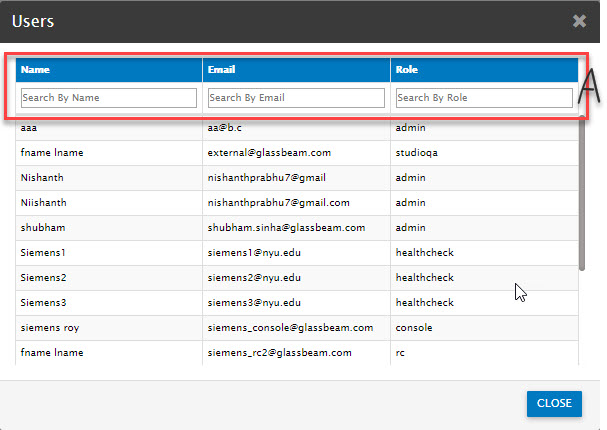 Users ✖
Name Email Role
Search By Name Search By Email Search By Role
A
aaa aa@b.c admin
fname lname external@glassbeam.com studioqa
Nishanth nishanthprabhu7@gmail admin
Niishanth nishanthprabhu7@gmail.com admin
shubham shubham.sinha@glassbeam.com admin
Siemens1 siemens1@nyu.edu healthcheck
Siemens2 siemens2@nyu.edu healthcheck
Siemens3 siemens3@nyu.edu healthcheck
siemens roy siemens_console@glassbeam.com console
fname lname siemens_rc2@glassbeam.com rc
CLOSE